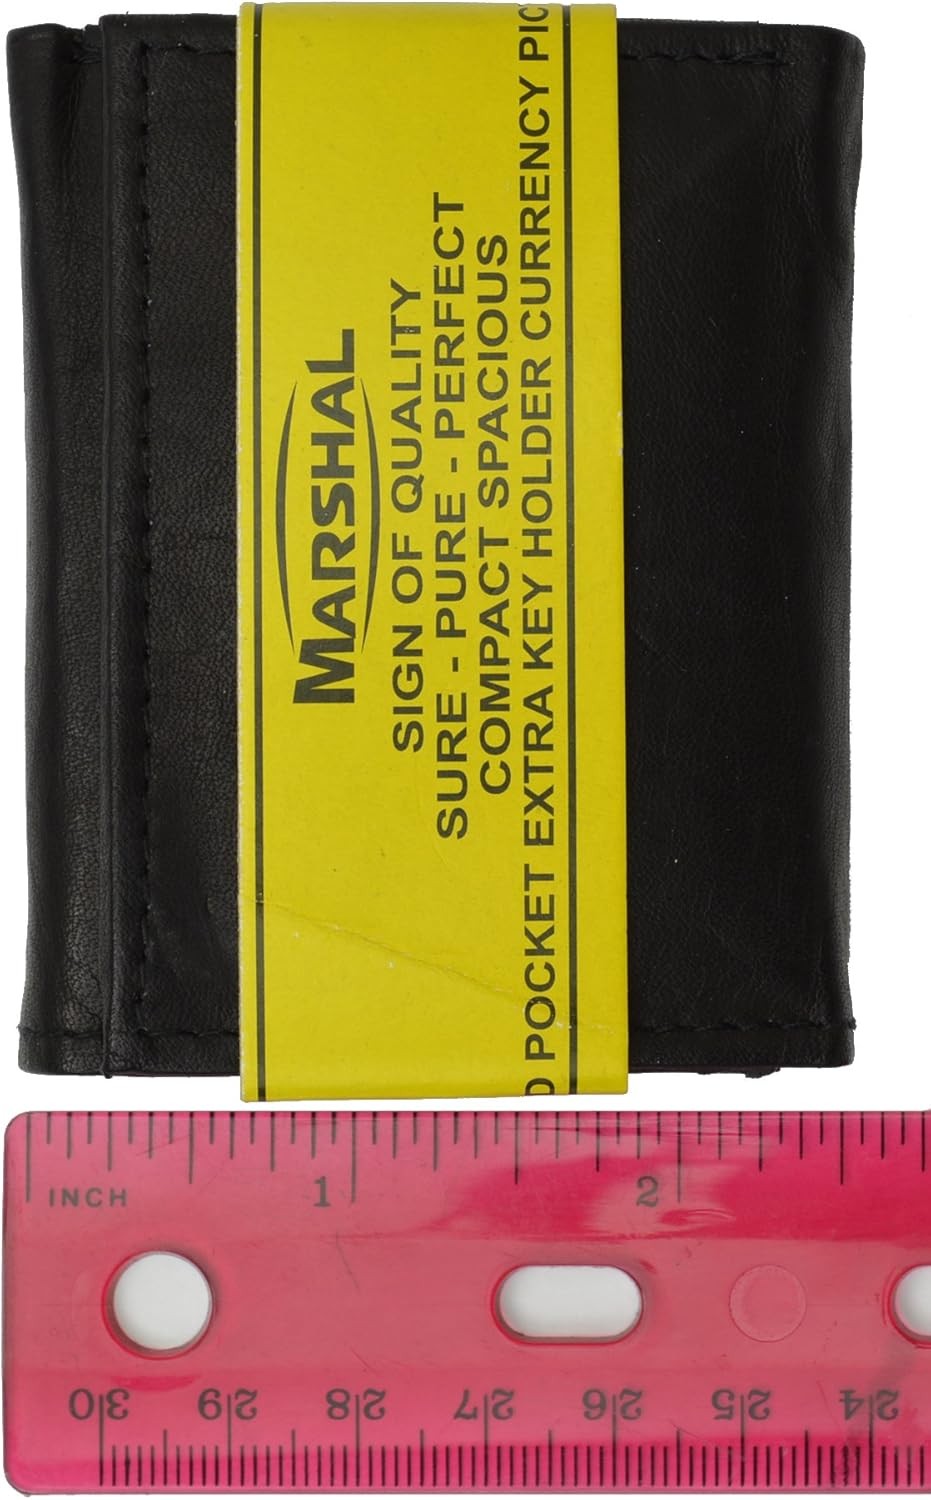 MARSHAL
SIGN OF QUALITY
SURE - PURE - PERFECT
COMPACT SPACIOUS
POCKET EXTRA KEY HOLDER CURRENCY PIC
INCH
1
2
30
29
28
27
26
25
24